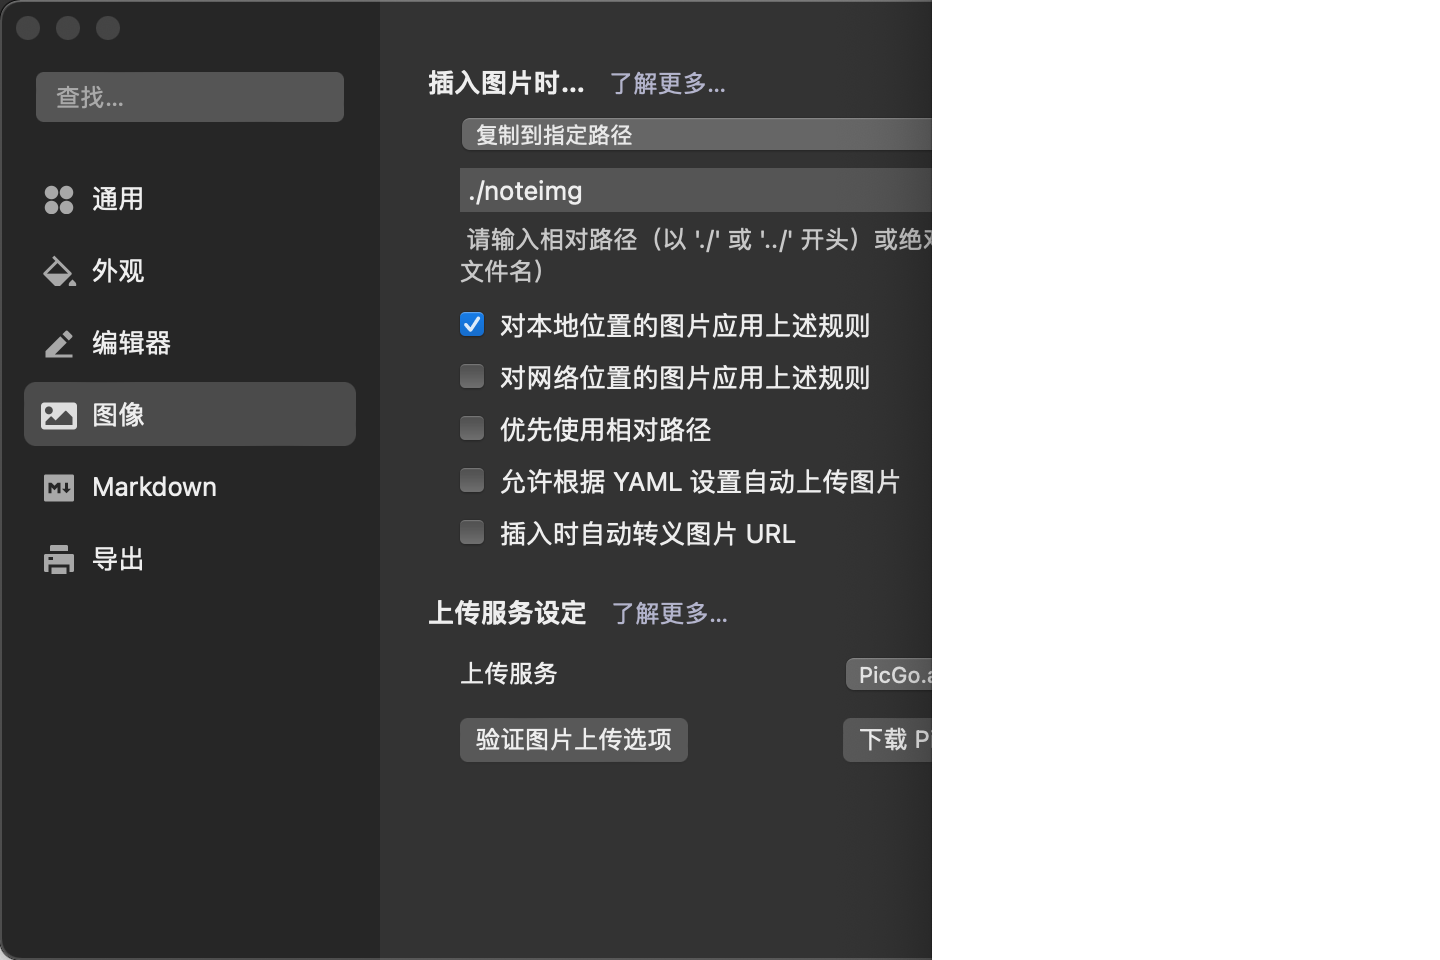 查找...
通用
外观
编辑器
图像
Markdown
导出
插入图片时... 了解更多...
复制到指定路径
./noteimg
请输入相对路径（以 './' 或 '../' 开头）或绝
文件名）
对本地位置的图片应用上述规则
对网络位置的图片应用上述规则
优先使用相对路径
允许根据 YAML 设置自动上传图片
插入时自动转义图片 URL
上传服务设定 了解更多...
上传服务
PicGo.
验证图片上传选项
下载 P